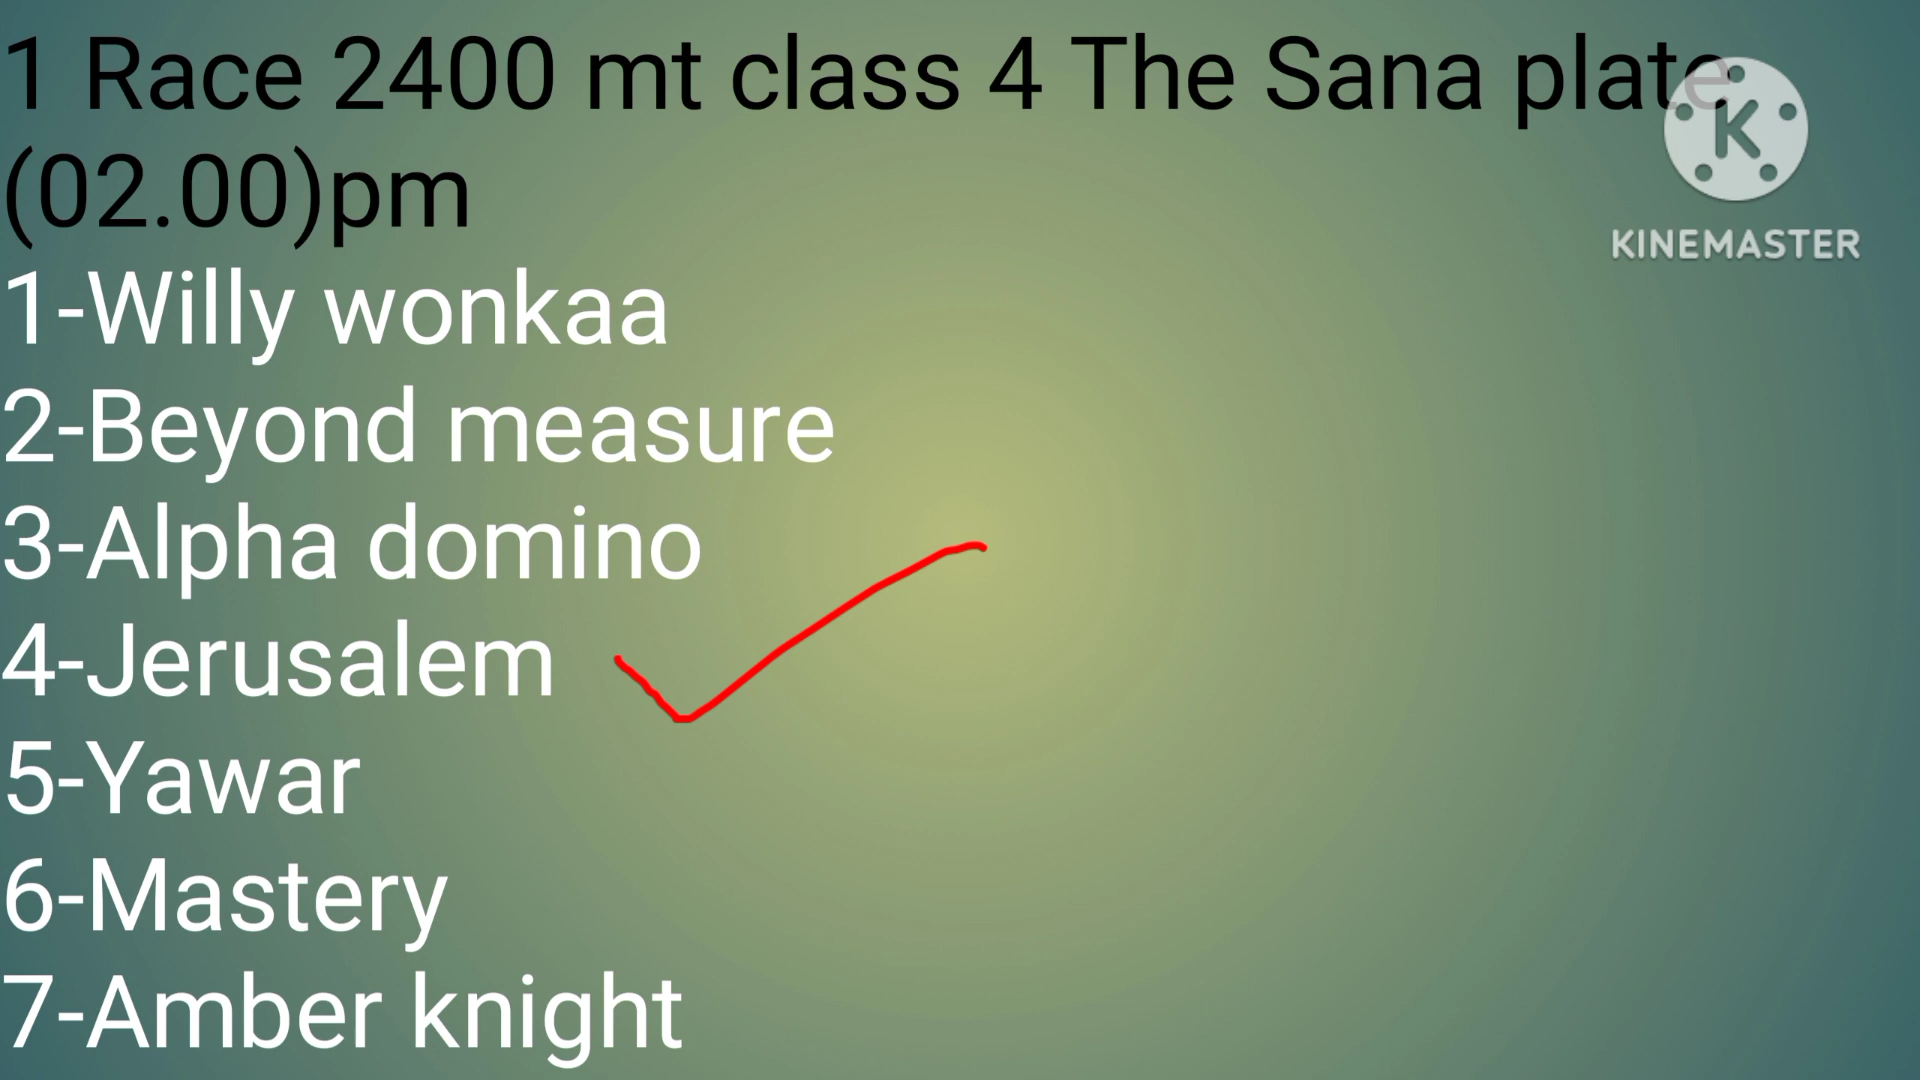 1 Race 2400 mt class 4 The Sana plate
(02.00)pm
K
KINEMASTER
1-Willy wonkaa
2-Beyond measure
3-Alpha domino
4-Jerusalem
5-Yawar
6-Mastery
7-Amber knight